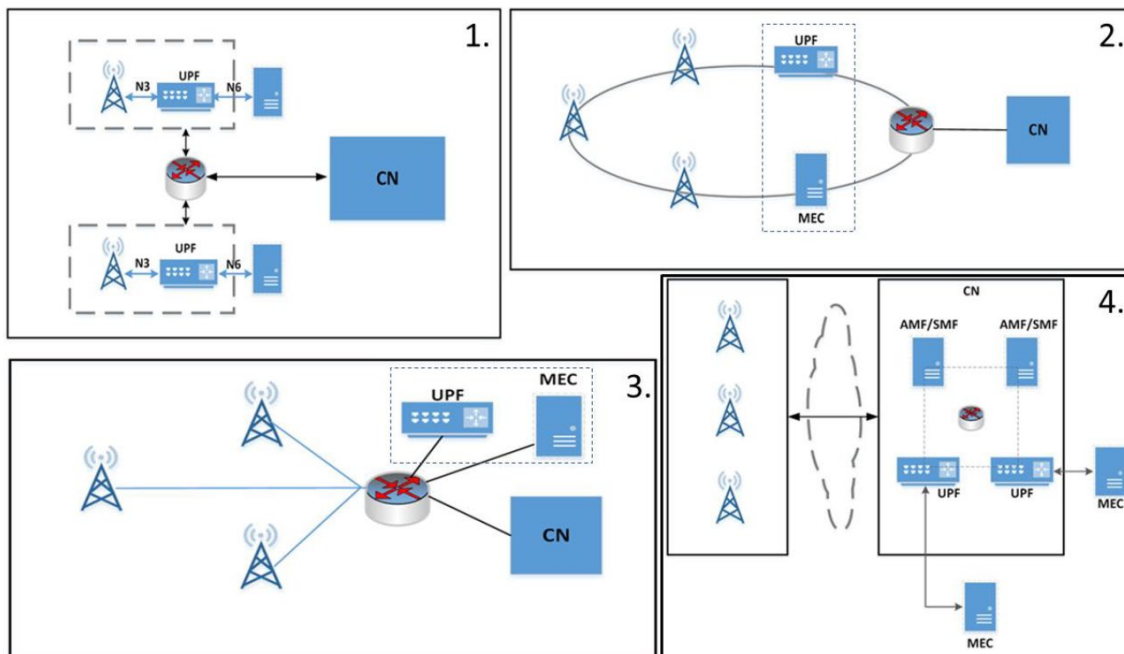 1.
UPF
N3
N6
CN
UPF
N3
N6
2.
UPF
CN
MEC
3.
UPF
MEC
CN
4.
CN
AMF/SMF
AMF/SMF
UPF
UPF
MEC
MEC